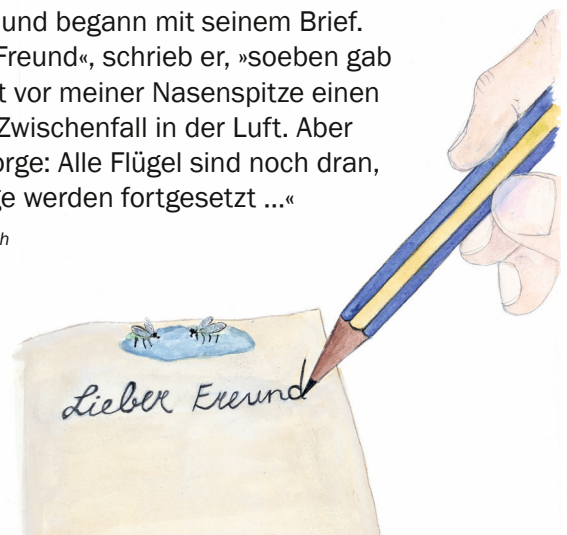 und begann mit seinem Brief.
Freund«, schrieb er, »soeben gab
t vor meiner Nasenspitze einen
Zwischenfall in der Luft. Aber
orge: Alle Flügel sind noch dran,
ge werden fortgesetzt ...«
h
Lieber Freund